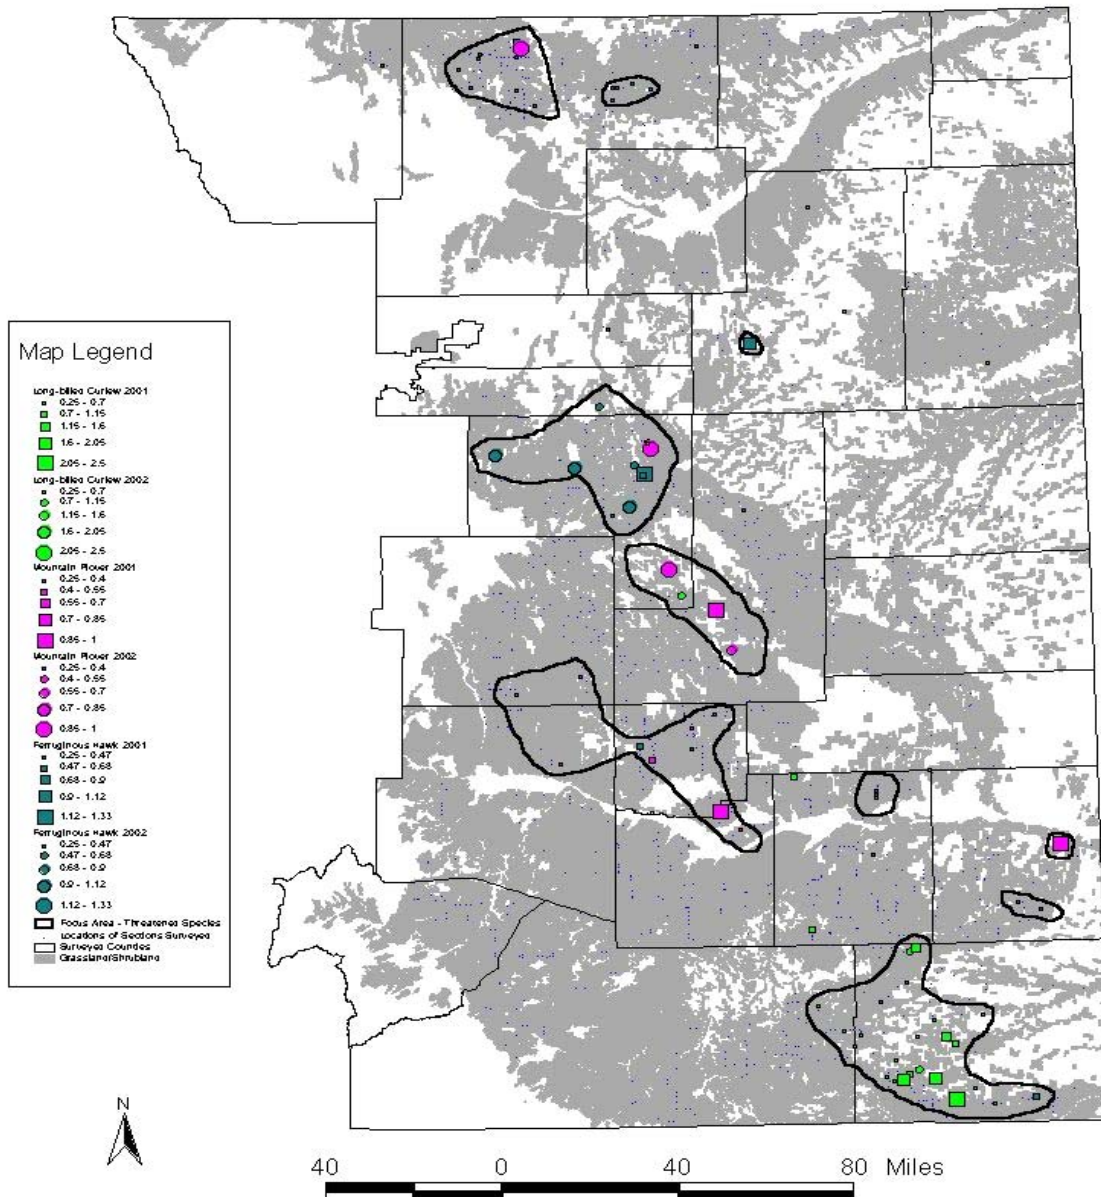 Map Legend
Long-billed Curlew 2001
0.25 - 0.7
0.7 - 1.15
1.15 - 1.6
1.6 - 2.05
2.05 - 2.5
Long-billed Curlew 2002
0.25 - 0.7
0.7 - 1.15
1.15 - 1.6
1.6 - 2.05
2.05 - 2.5
Mountain Plover 2001
0.25 - 0.4
0.4 - 0.55
0.55 - 0.7
0.7 - 0.85
0.85 - 1
Mountain Plover 2002
0.25 - 0.4
0.4 - 0.55
0.55 - 0.7
0.7 - 0.85
0.85 - 1
Ferruginous Hawk 2001
0.25 - 0.47
0.47 - 0.68
0.68 - 0.9
0.9 - 1.12
1.12 - 1.33
Ferruginous Hawk 2002
0.25 - 0.47
0.47 - 0.68
0.68 - 0.9
0.9 - 1.12
1.12 - 1.33
Focus Area - Threatened Species
Locations of Sections Surveyed
Surveyed Counties
Grassland/Shrubland
N
40 0 40 80 Miles